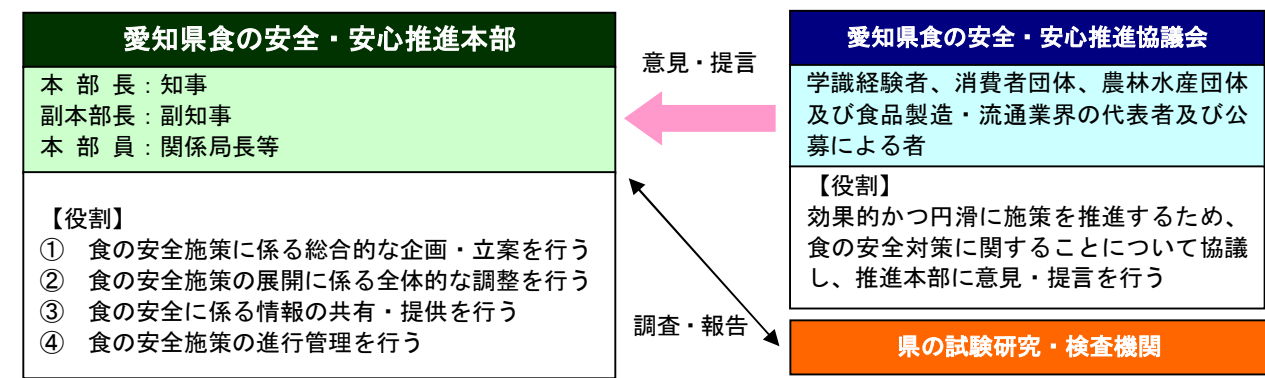 愛知県食の安全・安心推進本部
本 部 長：知事
副本部長：副知事
本 部 員：関係局長等
【役割】
① 食の安全施策に係る総合的な企画・立案を行う
② 食の安全施策の展開に係る全体的な調整を行う
③ 食の安全に係る情報の共有・提供を行う
④ 食の安全施策の進行管理を行う
意見・提言
調査・報告
愛知県食の安全・安心推進協議会
学識経験者、消費者団体、農林水産団体
及び食品製造・流通業界の代表者及び公
募による者
【役割】
効果的かつ円滑に施策を推進するため、
食の安全対策に関することについて協議
し、推進本部に意見・提言を行う
県の試験研究・検査機関